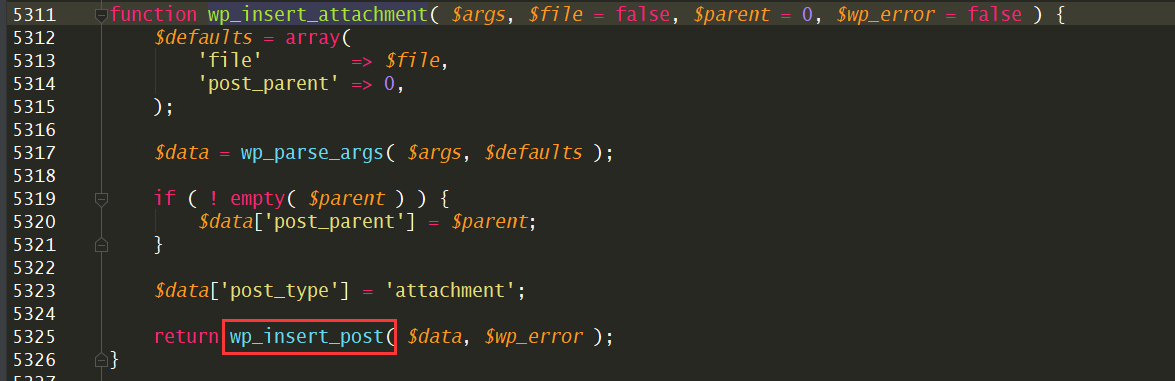 5311 function wp_insert_attachment( $args, $file = false, $parent = 0, $wp_error = false ) {
5312     $defaults = array(
5313         'file'        => $file,
5314         'post_parent' => 0,
5315     );
5316
5317     $data = wp_parse_args( $args, $defaults );
5318
5319     if ( ! empty( $parent ) ) {
5320         $data['post_parent'] = $parent;
5321     }
5322
5323     $data['post_type'] = 'attachment';
5324
5325     return wp_insert_post( $data, $wp_error );
5326 }
5327